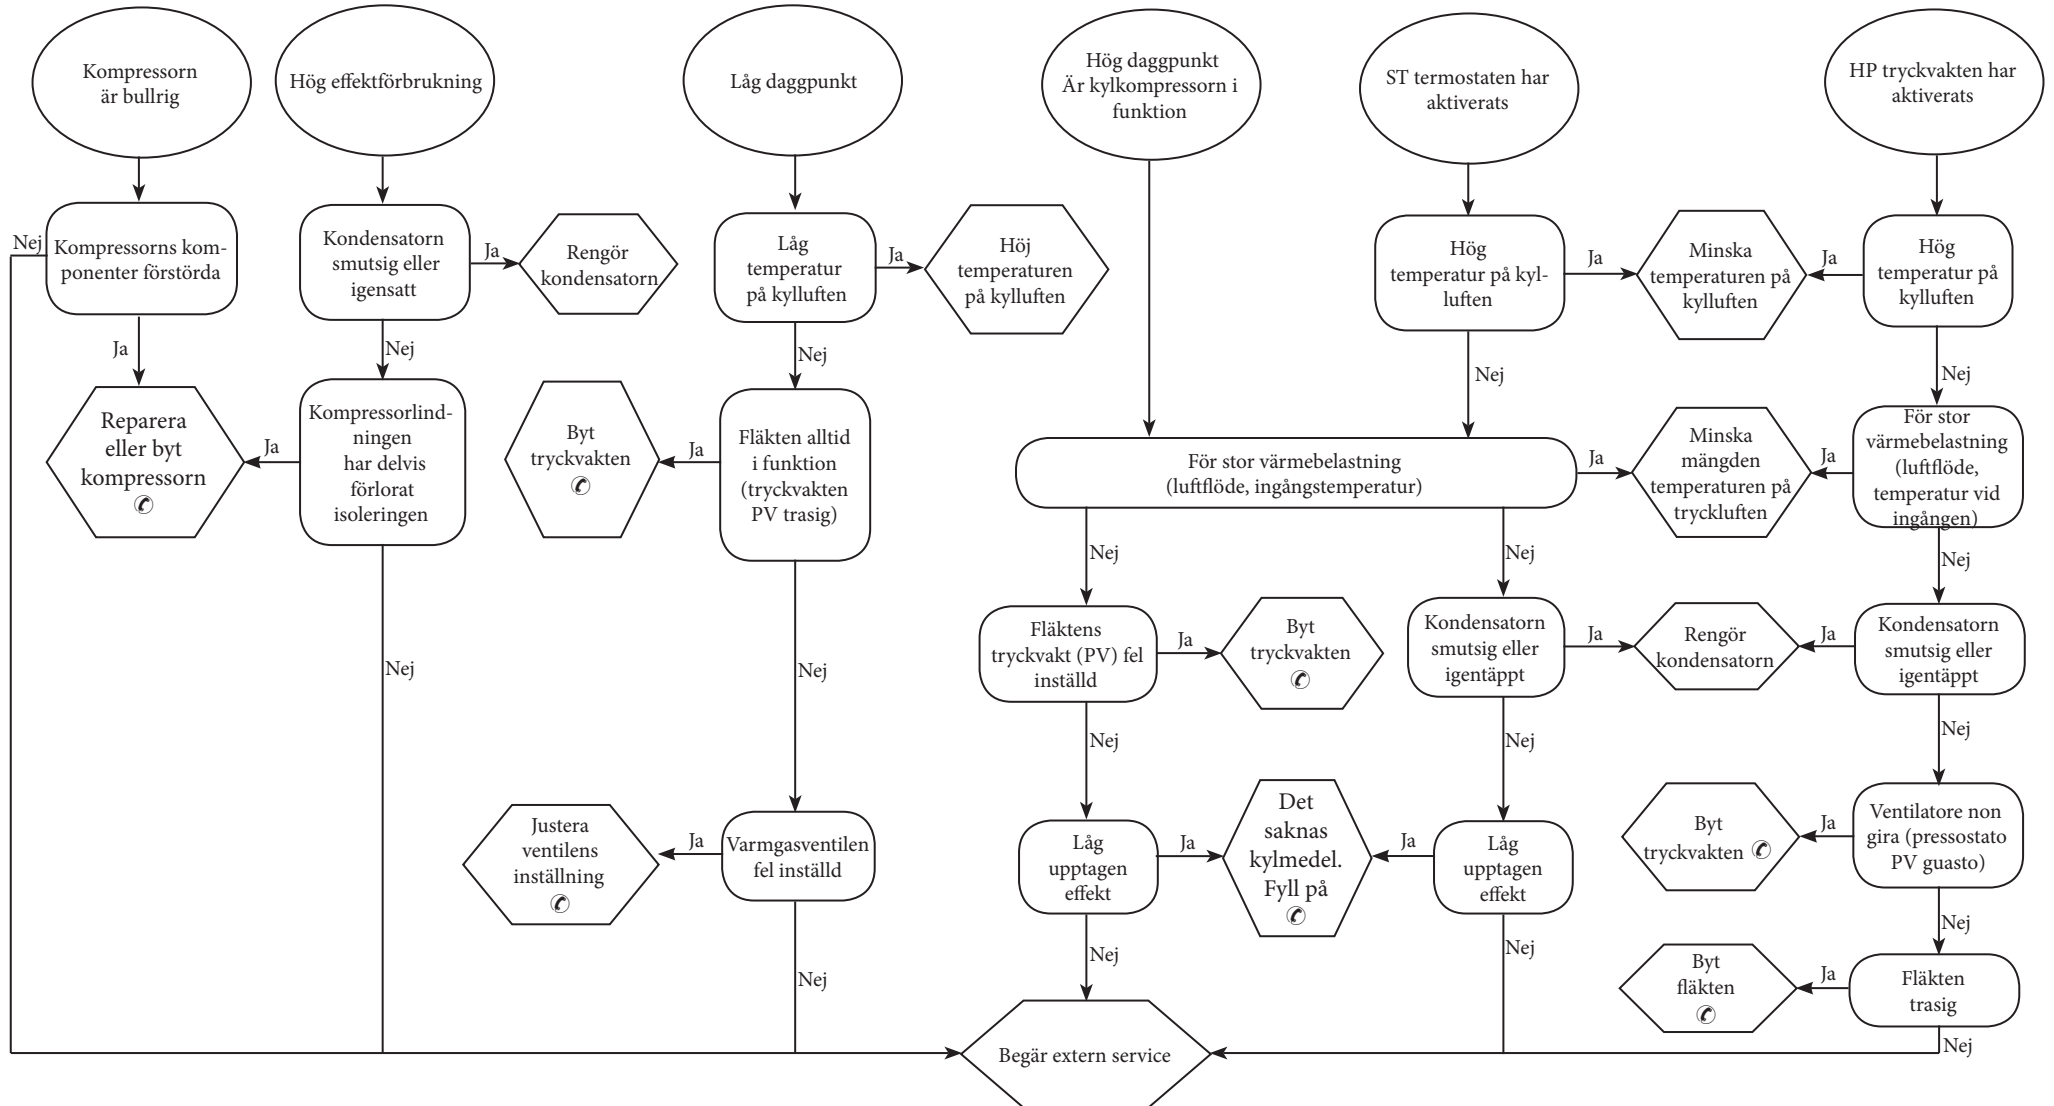 Kompressorn
är bullrig
Hög effektförbrukning
Låg daggpunkt
Hög daggpunkt
Är kylkompressorn i
funktion
ST termostaten har
aktiverats
HP tryckvakten har
aktiverats
Nej
Kompressorns kom-
ponenter förstörda
Kondensatorn
smutsig eller
igensatt
Ja
Rengör
kondensatorn
Låg
temperatur
på kylluften
Ja
Höj
temperaturen
på kylluften
Hög
temperatur på kyl-
luften
Ja
Minska
temperaturen på
kylluften
Ja
Hög
temperatur på
kylluften
Ja
Nej
Nej
Nej
Nej
Reparera
eller byt
kompressorn
✆
Ja
Kompressorlind-
ningen
har delvis
förlorat
isoleringen
Byt
tryckvakten
✆
Ja
Fläkten alltid
i funktion
(tryckvakten
PV trasig)
För stor värmebelastning
(luftflöde, ingångstemperatur)
Ja
Minska
mängden
temperaturen på
tryckluften
Ja
För stor
värmebelastning
(luftflöde,
temperatur vid
ingången)
Nej
Nej
Nej
Nej
Nej
Fläktens
tryckvakt (PV) fel
inställd
Ja
Byt
tryckvakten
✆
Kondensatorn
smutsig eller
igentäppt
Ja
Rengör
kondensatorn
Ja
Kondensatorn
smutsig eller
igentäppt
Nej
Nej
Nej
Justera
ventilens
inställning
✆
Ja
Varmgasventilen
fel inställd
Låg
upptagen
effekt
Ja
Det
saknas
kylmedel.
Fyll på
✆
Ja
Låg
upptagen
effekt
Byt
tryckvakten ✆
Ja
Ventilatore non
gira (pressostato
PV guasto)
Nej
Nej
Nej
Nej
Byt
fläkten
✆
Ja
Fläkten
trasig
Begär extern service
Nej